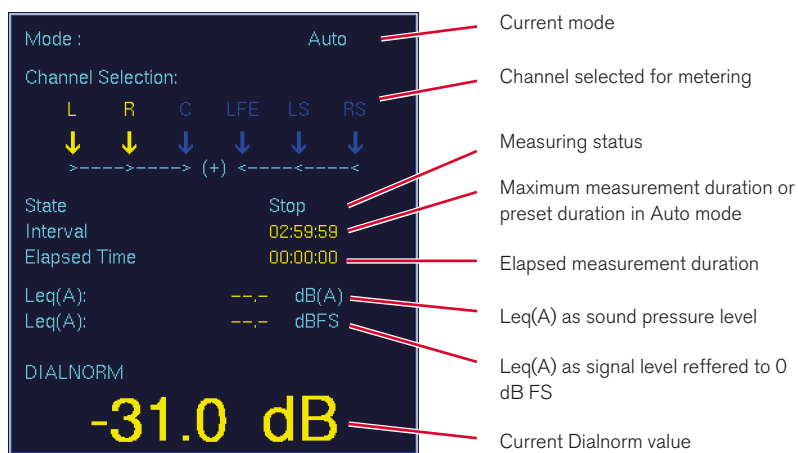 Mode : Auto
Current mode
Channel Selection:
Channel selected for metering
L R C LFE LS RS
>---->----> (+) <----<----<
Measuring status
State Stop
Maximum measurement duration or
preset duration in Auto mode
Interval 02:59:59
Elapsed Time 00:00:00
Elapsed measurement duration
Leq(A): --.- dB(A)
Leq(A) as sound pressure level
Leq(A): --.- dBFS
Leq(A) as signal level reffered to 0
dB FS
DIALNORM
-31.0 dB
Current Dialnorm value